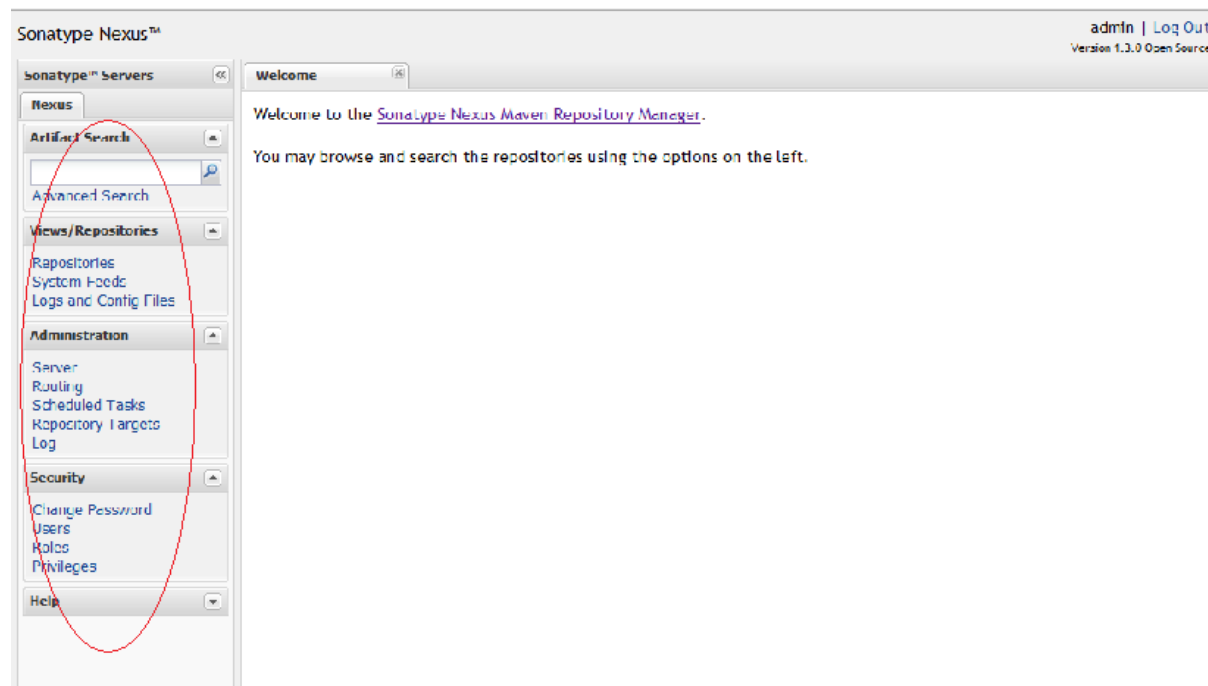 Sonatype Nexus™
admin | Log Out
Version 1.3.0 Open Source
Sonatype™ Servers
Welcome
Nexus
Welcome to the Sonatype Nexus Maven Repository Manager.
Artifact Search
You may browse and search the repositories using the options on the left.
Advanced Search
Views/Repositories
Repositories
System Feeds
Logs and Config Files
Administration
Server
Routing
Scheduled Tasks
Repository Targets
Log
Security
Change Password
Users
Roles
Privileges
Help